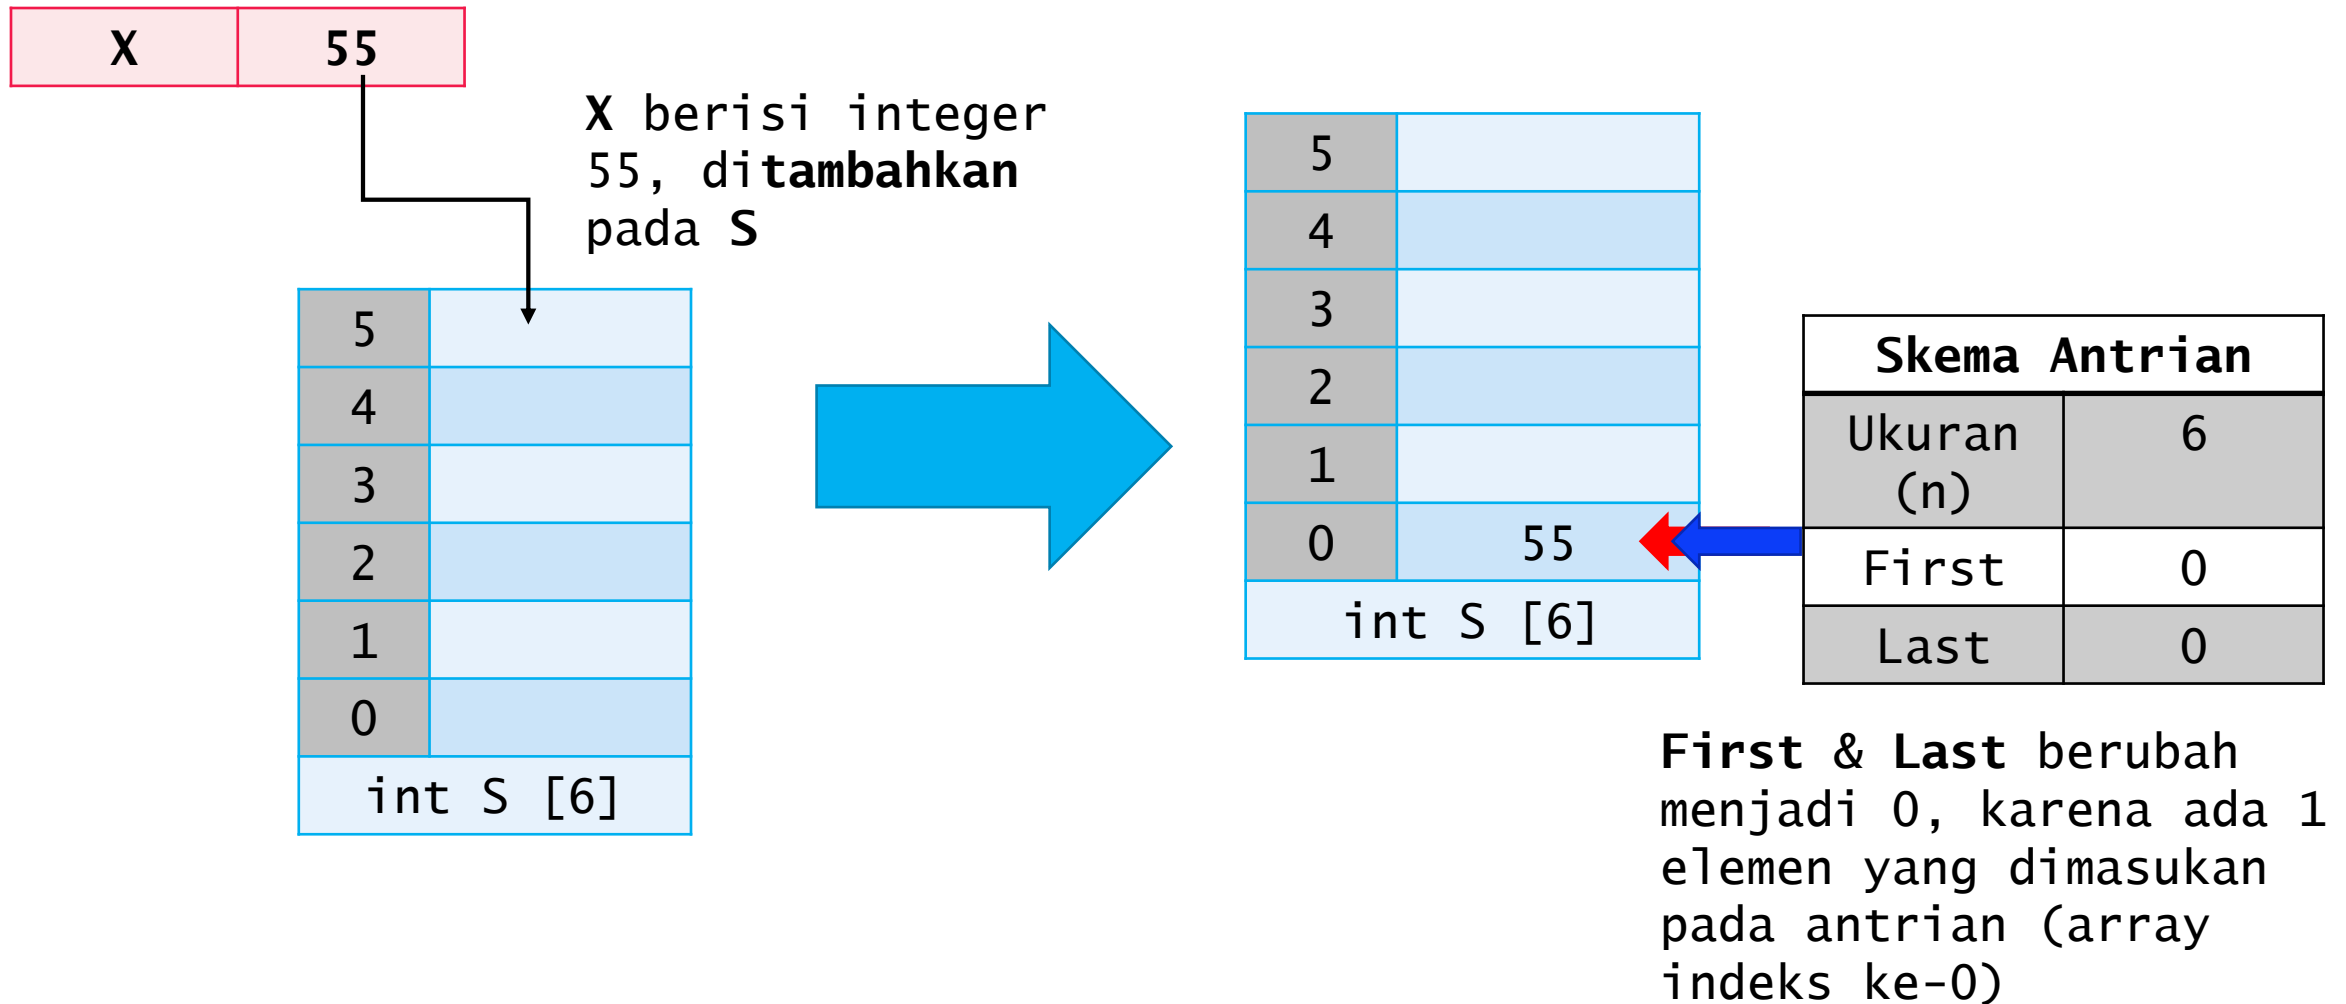 X 55
X berisi integer
55, ditambahkan
pada S
5
4
3
2
1
0
int S [6]
5
4
3
2
1
0 55
int S [6]
Skema Antrian
Ukuran 6
(n)
First 0
Last 0
First & Last berubah
menjadi 0, karena ada 1
elemen yang dimasukan
pada antrian (array
indeks ke-0)